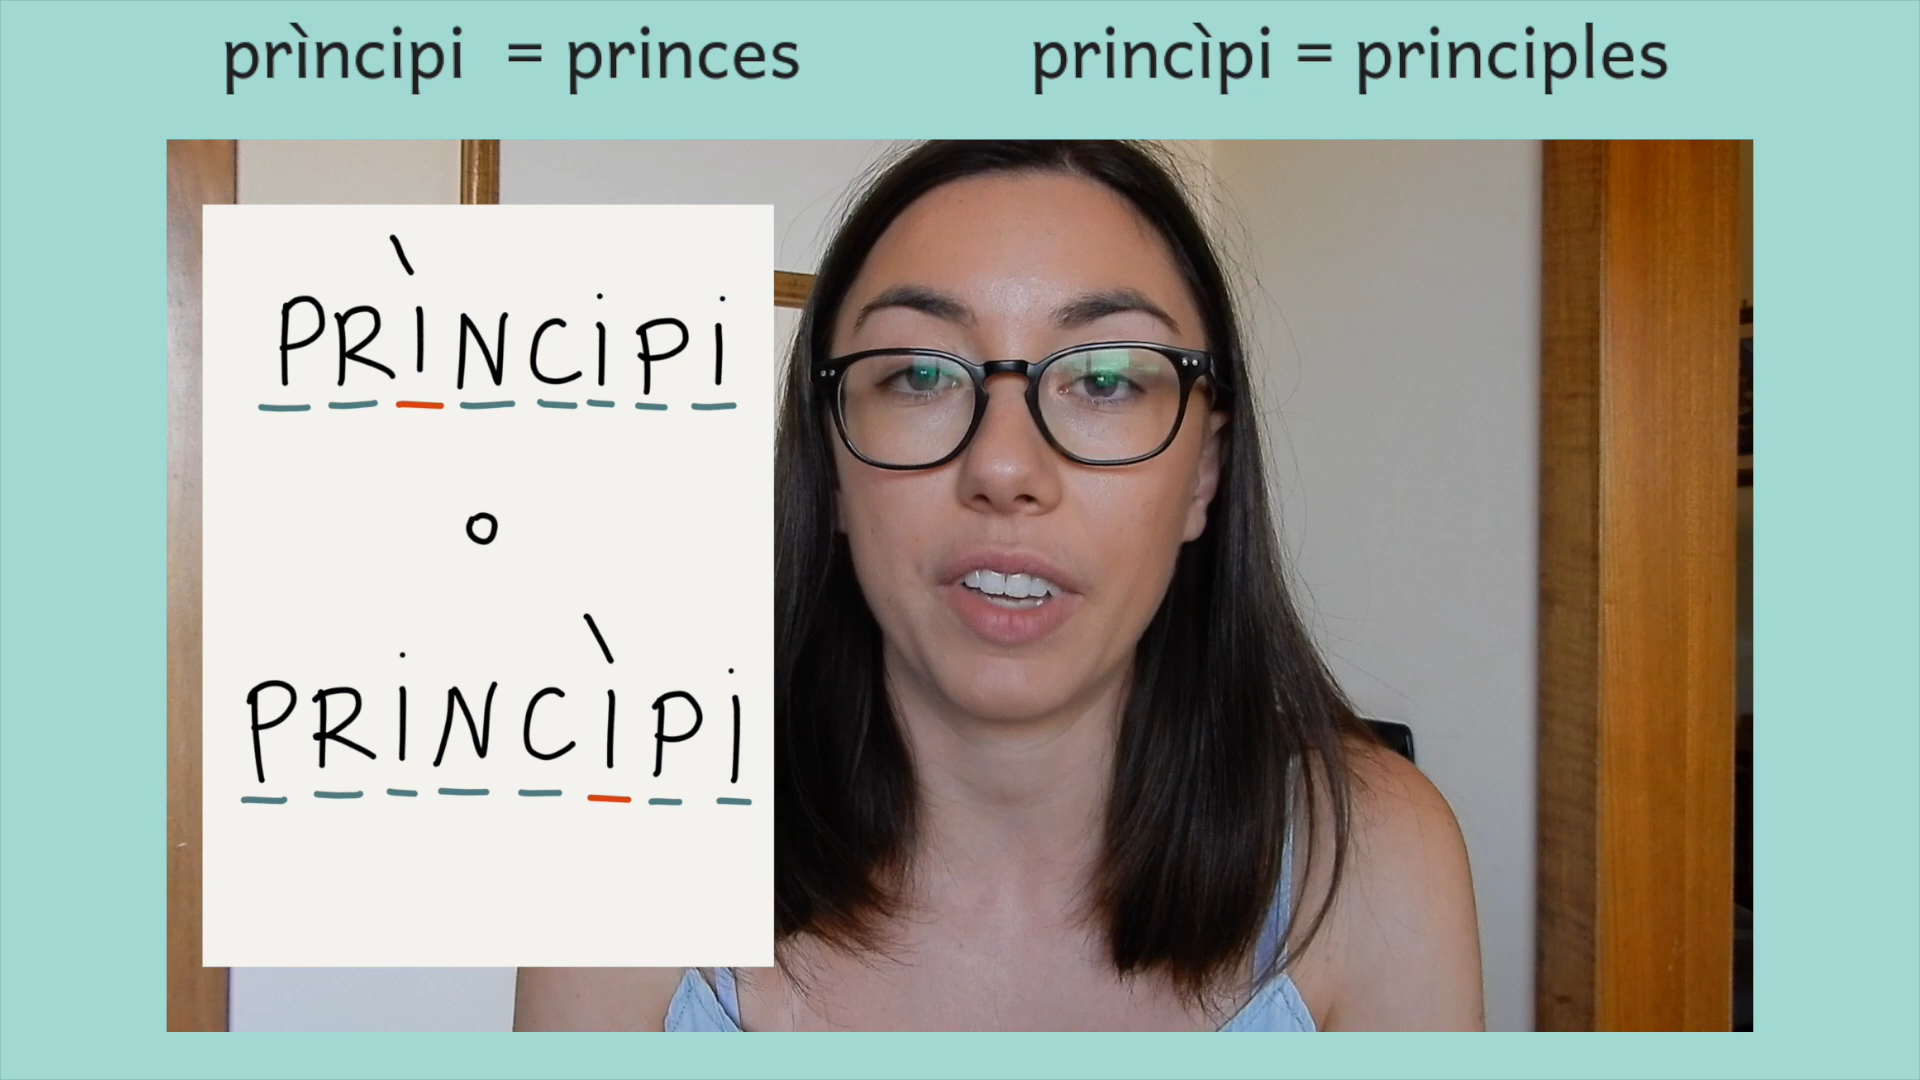 prìncipi = princes
princìpi = principles
PRÌNCiPi
o
PRiNCÌPi